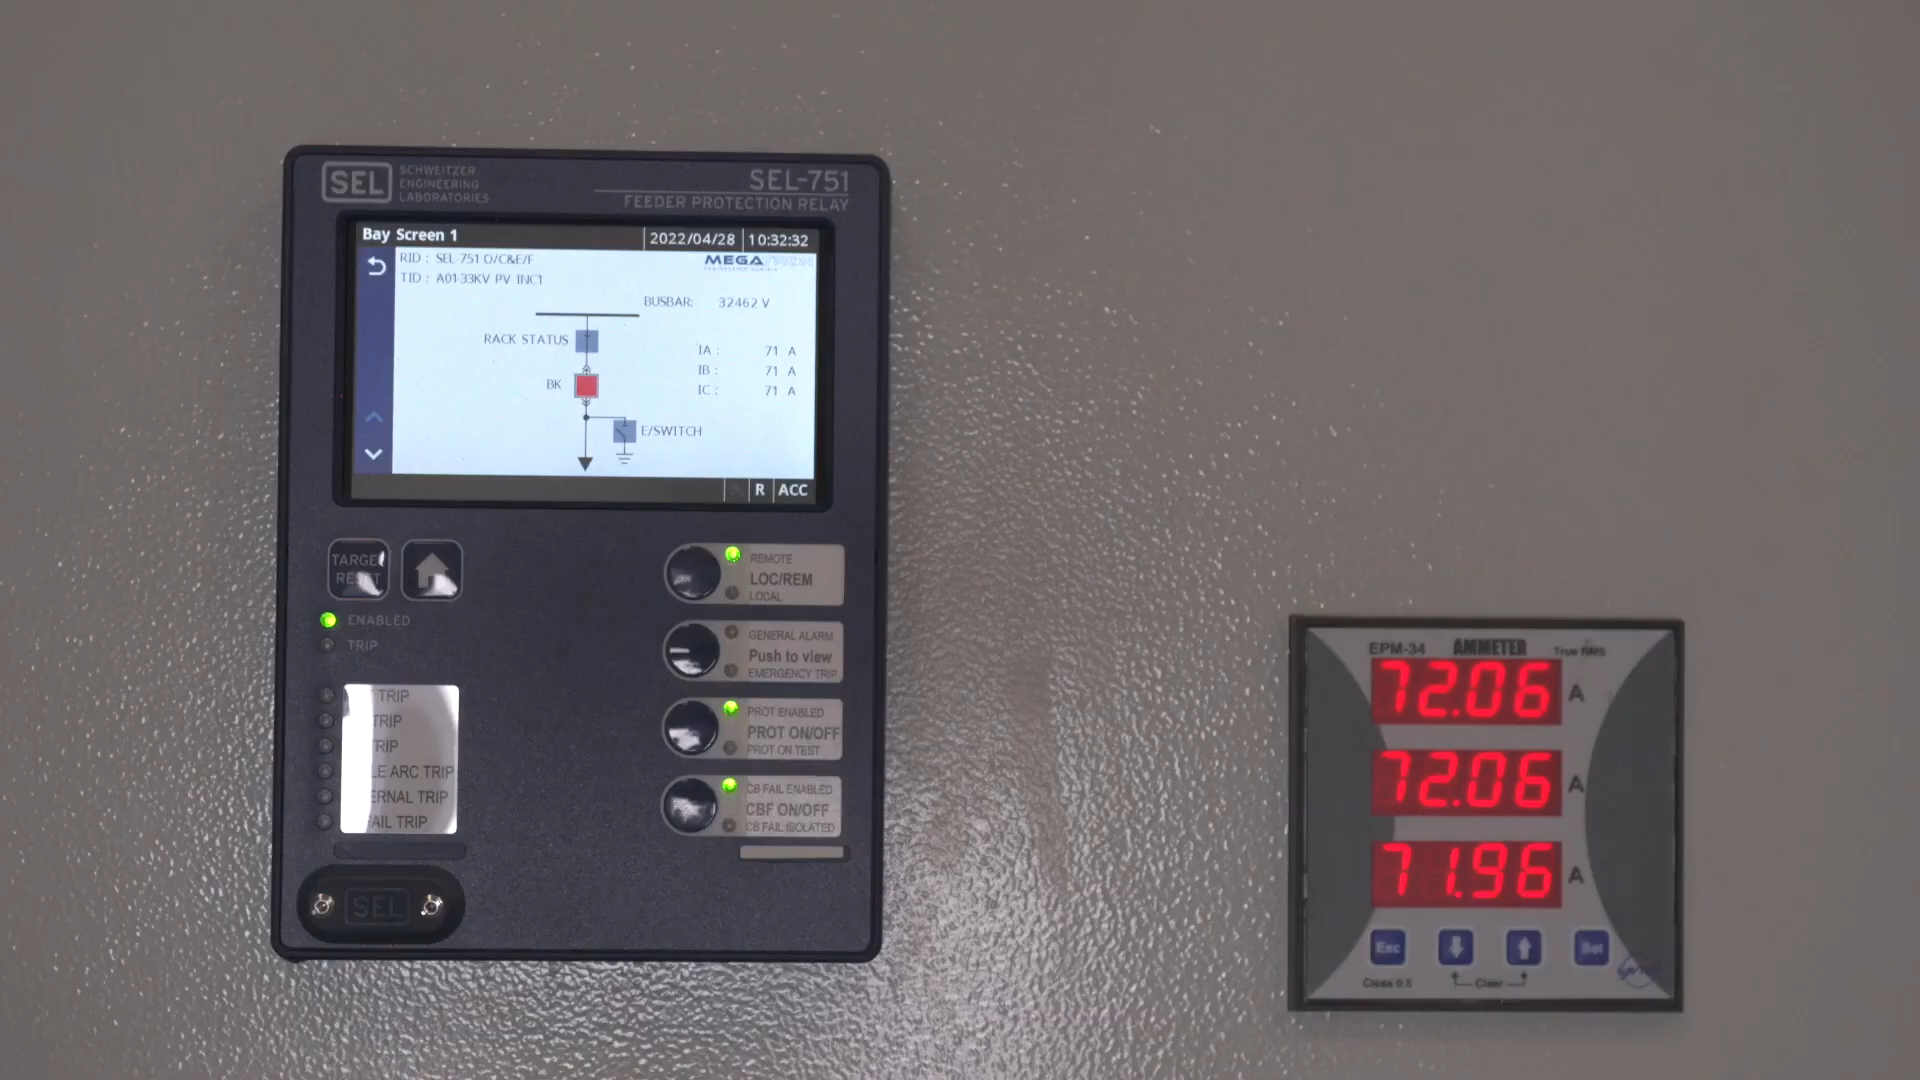 SEL
SCHWEITZER
ENGINEERING
LABORATORIES
SEL-751
FEEDER PROTECTION RELAY
Bay Screen 1
2022/04/28
10:32:32
RID : SEL-751 O/C&E/F
MEGA
TID : A01-33KV PV INC1
BUSBAR: 32462 V
RACK STATUS
IA : 71 A
IB : 71 A
BK
IC : 71 A
E/SWITCH
R
ACC
TARGET
RESET
REMOTE
LOC/REM
LOCAL
ENABLED
TRIP
GENERAL ALARM
Push to view
EMERGENCY TRIP
TRIP
TRIP
TRIP
LE ARC TRIP
ERNAL TRIP
FAIL TRIP
PROT ENABLED
PROT ON/OFF
PROT ON TEST
CB FAIL ENABLED
CBF ON/OFF
CB FAIL ISOLATED
SEL
EPM-34
AMMETER
True RMS
72.06 A
72.06 A
71.96 A
Esc
Set
Class 0.5
Clear